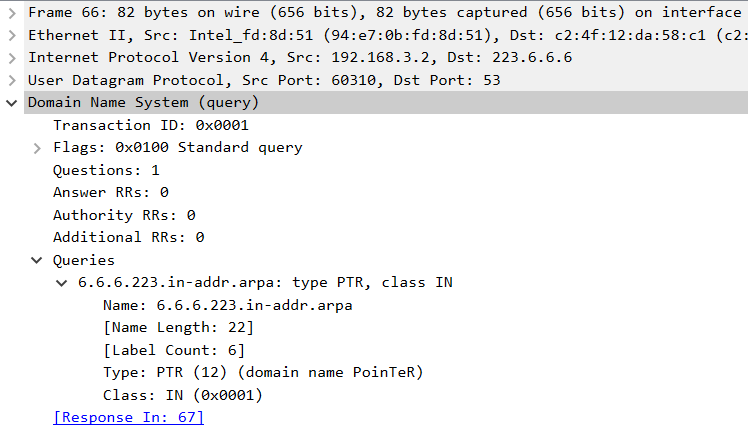 Frame 66: 82 bytes on wire (656 bits), 82 bytes captured (656 bits) on interface
Ethernet II, Src: Intel_fd:8d:51 (94:e7:0b:fd:8d:51), Dst: c2:4f:12:da:58:c1 (c2:
Internet Protocol Version 4, Src: 192.168.3.2, Dst: 223.6.6.6
User Datagram Protocol, Src Port: 60310, Dst Port: 53
Domain Name System (query)
Transaction ID: 0x0001
Flags: 0x0100 Standard query
Questions: 1
Answer RRs: 0
Authority RRs: 0
Additional RRs: 0
Queries
6.6.6.223.in-addr.arpa: type PTR, class IN
Name: 6.6.6.223.in-addr.arpa
[Name Length: 22]
[Label Count: 6]
Type: PTR (12) (domain name PoinTeR)
Class: IN (0x0001)
[Response In: 67]